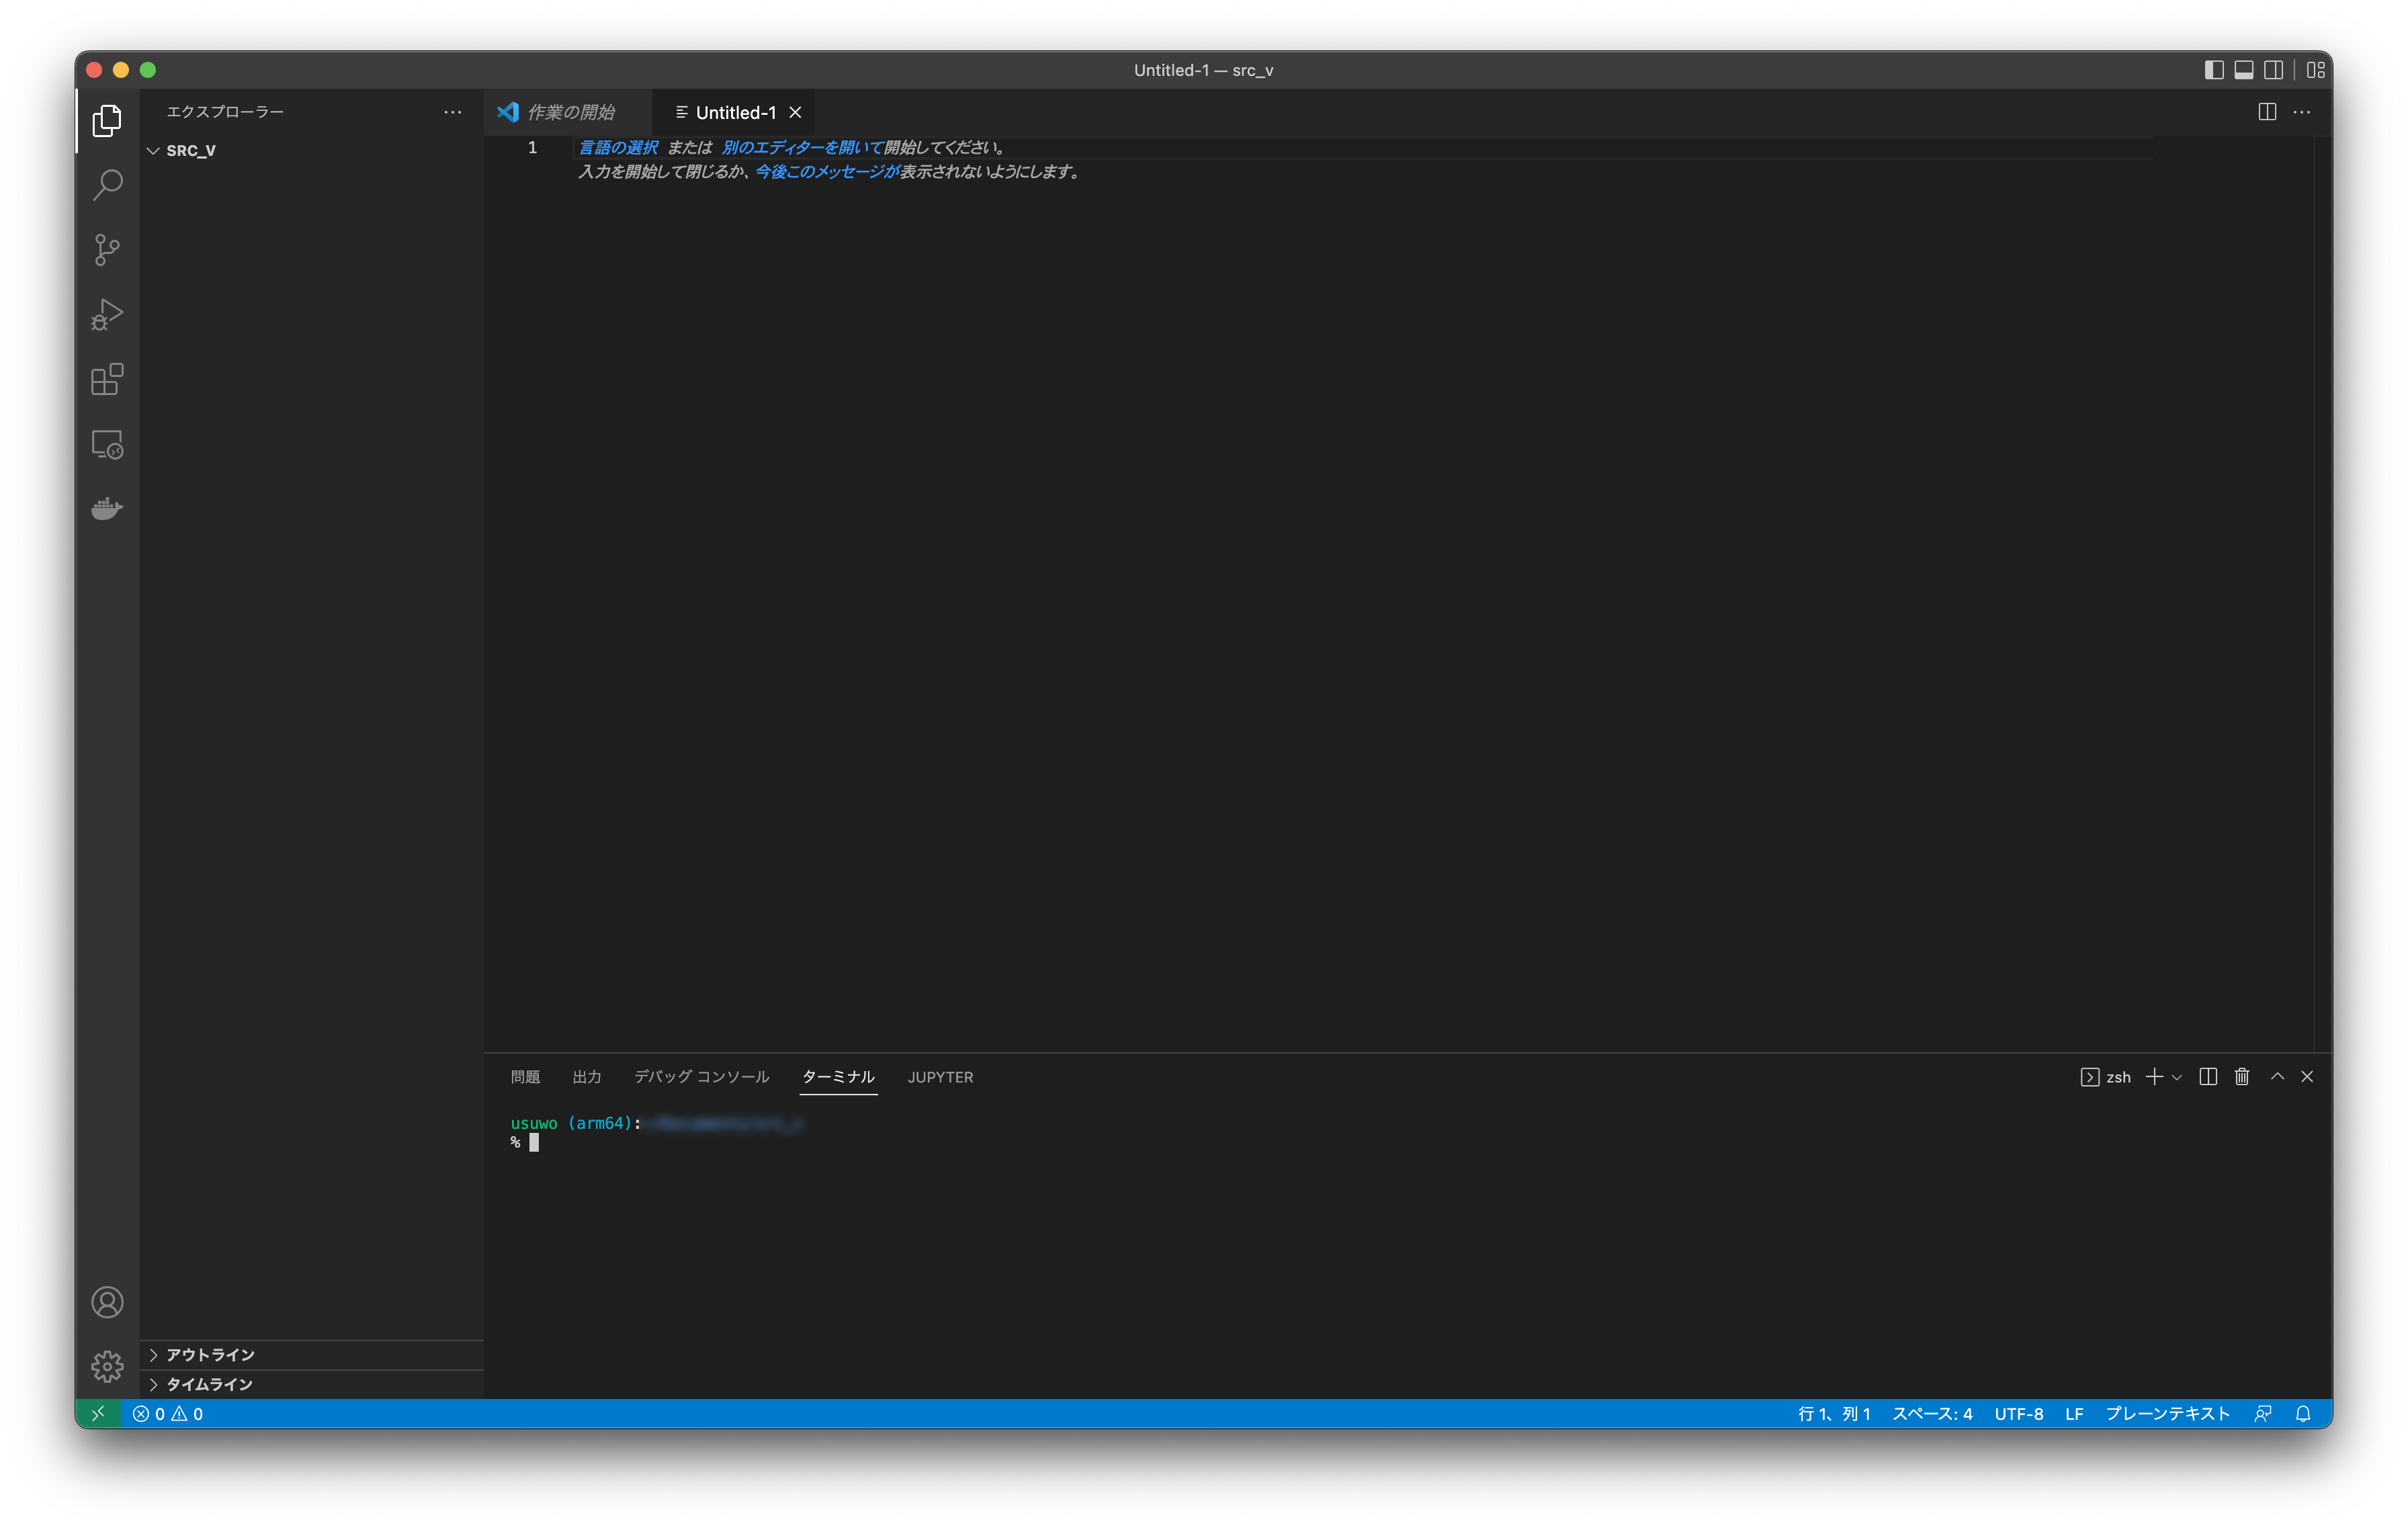 Untitled-1 — src_v
エクスプローラー
SRC_V
作業の開始
Untitled-1
1
言語の選択 または 別のエディターを開いて開始してください。
入力を開始して閉じるか、今後このメッセージが表示されないようにします。
問題 出力 デバッグ コンソール ターミナル JUPYTER
zsh
usuwo (arm64):
%
アウトライン
タイムライン
0 0
行 1、列 1 スペース: 4 UTF-8 LF プレーンテキスト